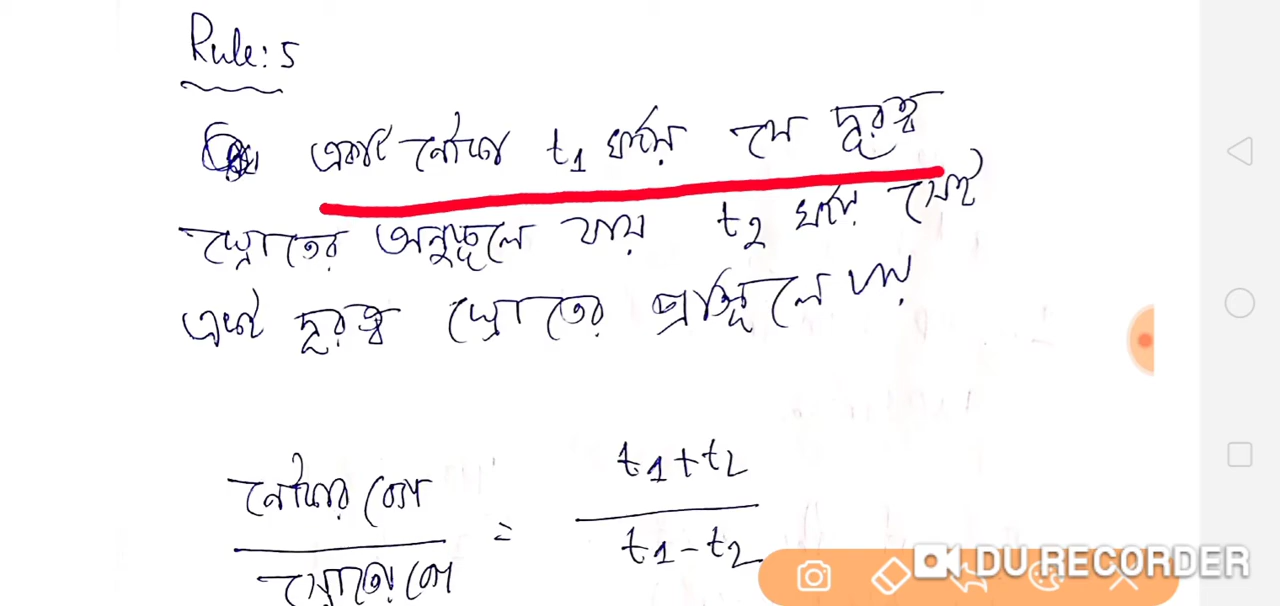 Rule: 5
একটি নৌকা t1 ঘন্টায় যে দূরত্ব
স্রোতের অনুকূলে যায় t2 ঘন্টায় সেই
একই দূরত্ব স্রোতের প্রতিকূলে যায়
নৌকার বেগ / স্রোতের বেগ = t1 + t2 / t1 - t2
DU RECORDER